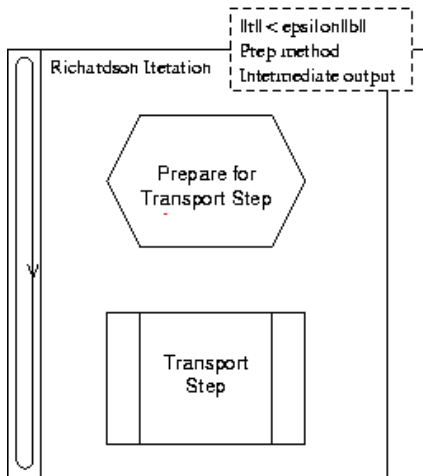 ||r|| < epsilon||b||
Prep method
Intermediate output
Richardson Iteration
Prepare for
Transport Step
Transport
Step